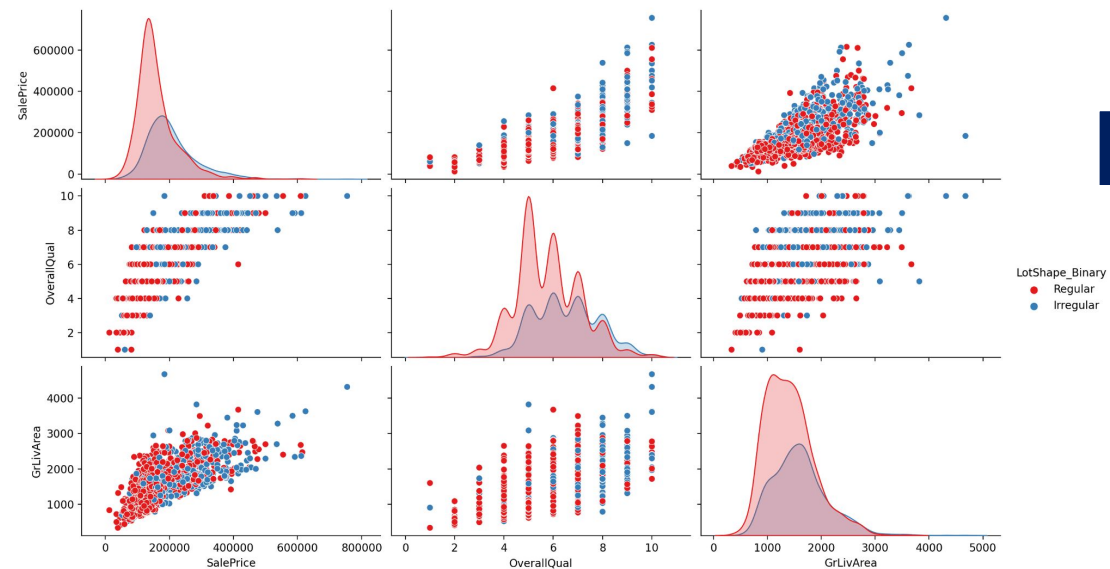 SalePrice
600000
400000
200000
0
OverallQual
10
8
6
4
2
GrLivArea
4000
3000
2000
1000
0 200000 400000 600000 800000
SalePrice
0 2 4 6 8 10
OverallQual
0 1000 2000 3000 4000 5000
GrLivArea
LotShape_Binary
Regular
Irregular